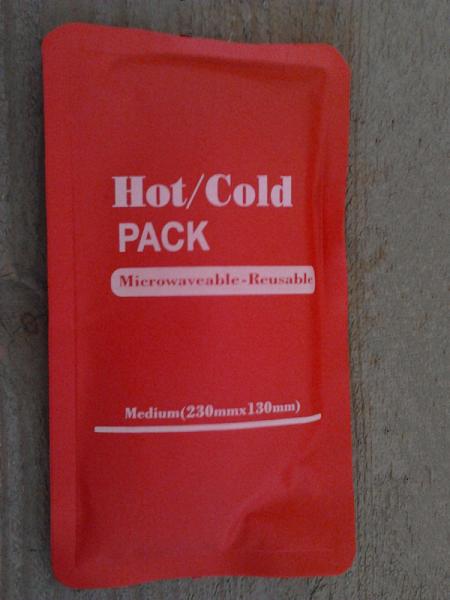 Hot/Cold
PACK
Microwaveable-Reusable
Medium(230mmx130mm)